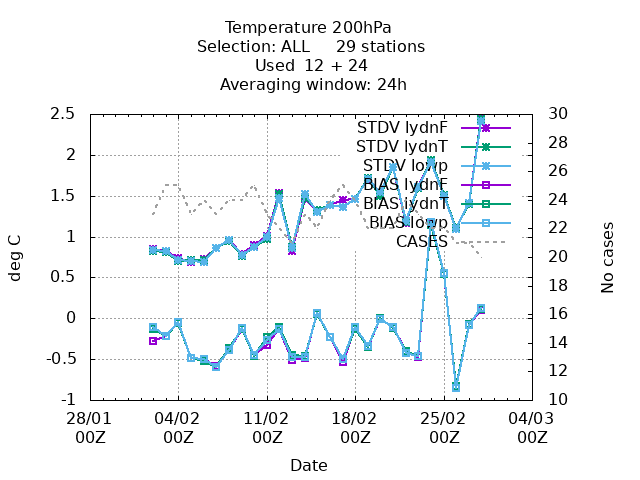 Temperature 200hPa
Selection: ALL 29 stations
Used 12 + 24
Averaging window: 24h
2.5
2
1.5
1
0.5
0
-0.5
-1
deg C
30
28
26
24
22
20
18
16
14
12
10
No cases
STDV lydnF
STDV lydnT
STDV lowp
BIAS lydnF
BIAS lydnT
BIAS lowp
CASES
28/01 04/02 11/02 18/02 25/02 04/03
00Z 00Z 00Z 00Z 00Z 00Z
Date